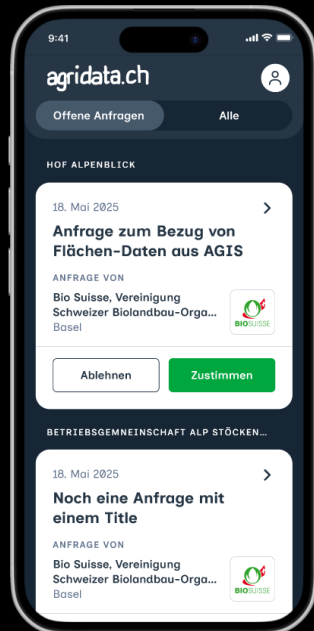 9:41
agridata.ch
Offene Anfragen Alle
HOF ALPENBLICK
18. Mai 2025
Anfrage zum Bezug von
Flächen-Daten aus AGIS
ANFRAGE VON
Bio Suisse, Vereinigung
Schweizer Biolandbau-Orga...
Basel
BIOSUISSE
Ablehnen Zustimmen
BETRIEBSGEMNEINSCHAFT ALP STÖCKEN...
18. Mai 2025
Noch eine Anfrage mit
einem Title
ANFRAGE VON
Bio Suisse, Vereinigung
Schweizer Biolandbau-Orga...
Basel
BIOSUISSE